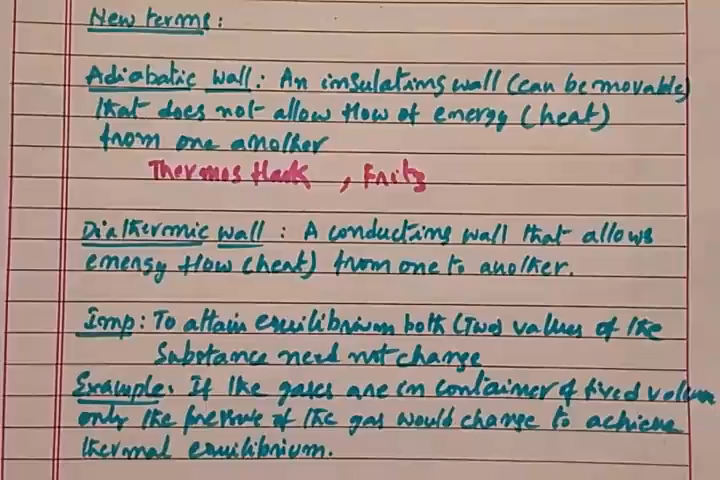 New terms:
Adiabatic wall: An insulating wall (can be movable)
that does not allow flow of energy (heat)
from one another
Thermos flask ,
Diathermic wall : A conducting wall that allows
energy flow (heat) from one to another.
Imp: To attain equilibrium both (Two) values of the
Substance need not change
Example: If the gases are in container of fixed volume
only the pressure of the gas would change to achieve
thermal equilibrium.